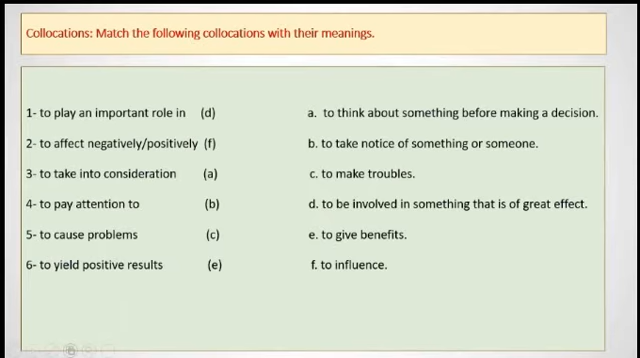 Collocations: Match the following collocations with their meanings.
1- to play an important role in (d) a. to think about something before making a decision.
2- to affect negatively/positively (f) b. to take notice of something or someone.
3- to take into consideration (a) c. to make troubles.
4- to pay attention to (b) d. to be involved in something that is of great effect.
5- to cause problems (c) e. to give benefits.
6- to yield positive results (e) f. to influence.